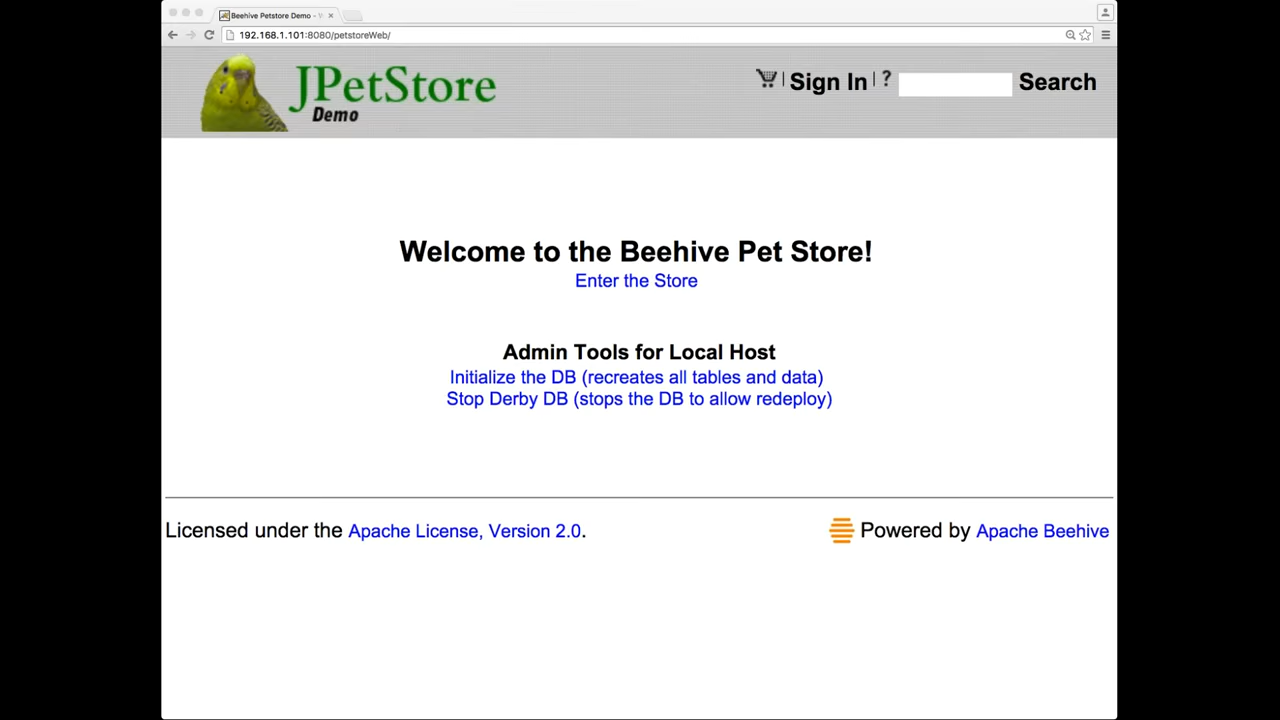 Beehive Petstore Demo -
192.168.1.101:8080/petstoreWeb/
JPetStore
Demo
| Sign In | ? Search
Welcome to the Beehive Pet Store!
Enter the Store
Admin Tools for Local Host
Initialize the DB (recreates all tables and data)
Stop Derby DB (stops the DB to allow redeploy)
Licensed under the Apache License, Version 2.0.
Powered by Apache Beehive